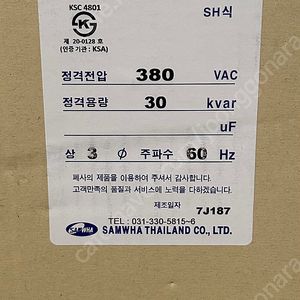 KSC 4801
SH식
제 20-0128 호
(인증기관 : KSA)
정격전압 380 VAC
정격용량 30 kvar
uF
상 3 Ø 주파수 60 Hz
폐사의 제품을 이용하여 주셔서 감사합니다.
고객만족의 품질과 서비스에 노력을 다하겠습니다.
제조일자 7J187
TEL : 031-330-5815~6
SAMWHA SAMWHA THAILAND CO., LTD.